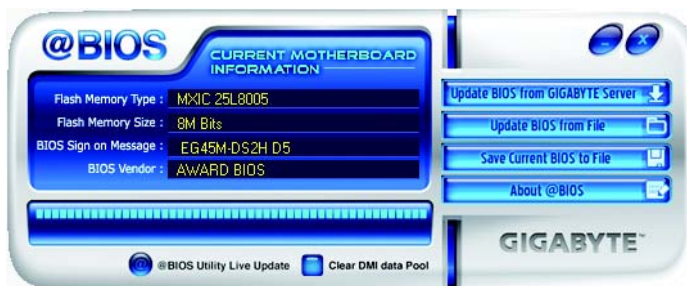 @BIOS
CURRENT MOTHERBOARD
INFORMATION
Flash Memory Type : MXIC 25L8005
Flash Memory Size : 8M Bits
BIOS Sign on Message : EG45M-DS2H D5
BIOS Vendor : AWARD BIOS
Update BIOS from GIGABYTE Server
Update BIOS from File
Save Current BIOS to File
About @BIOS
@BIOS Utility Live Update
Clear DMI data Pool
GIGABYTE™